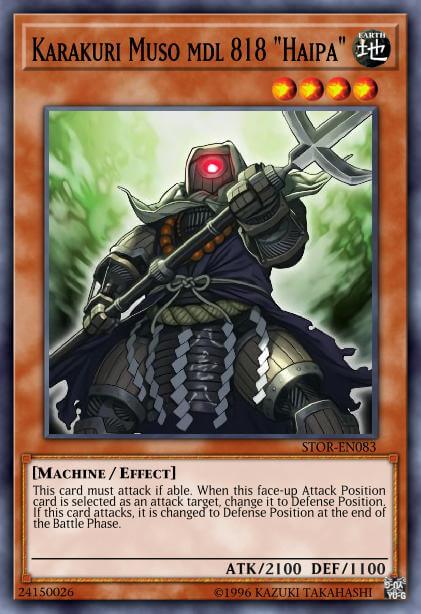 Karakuri Muso mdl 818 "Haipa"
EARTH
地
STOR-EN083
[Machine / Effect]
This card must attack if able. When this face-up Attack Position
card is selected as an attack target, change it to Defense Position.
If this card attacks, it is changed to Defense Position at the end of
the Battle Phase.
ATK/2100 DEF/1100
24150026
©1996 KAZUKI TAKAHASHI